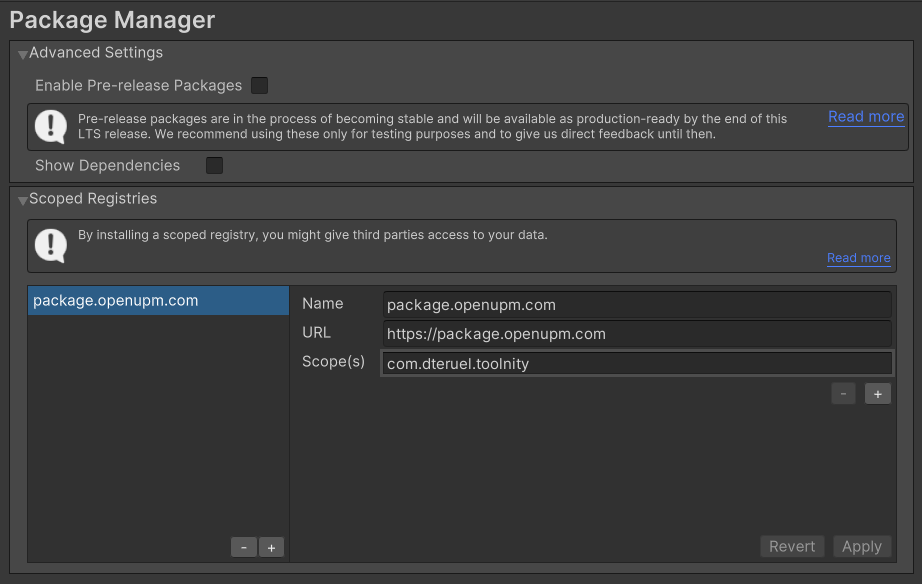 Package Manager
Advanced Settings
Enable Pre-release Packages
Pre-release packages are in the process of becoming stable and will be available as production-ready by the end of this
LTS release. We recommend using these only for testing purposes and to give us direct feedback until then.
Read more
Show Dependencies
Scoped Registries
By installing a scoped registry, you might give third parties access to your data.
Read more
package.openupm.com
Name
package.openupm.com
URL
https://package.openupm.com
Scope(s)
com.dteruel.toolnity
- +
- +
Revert Apply